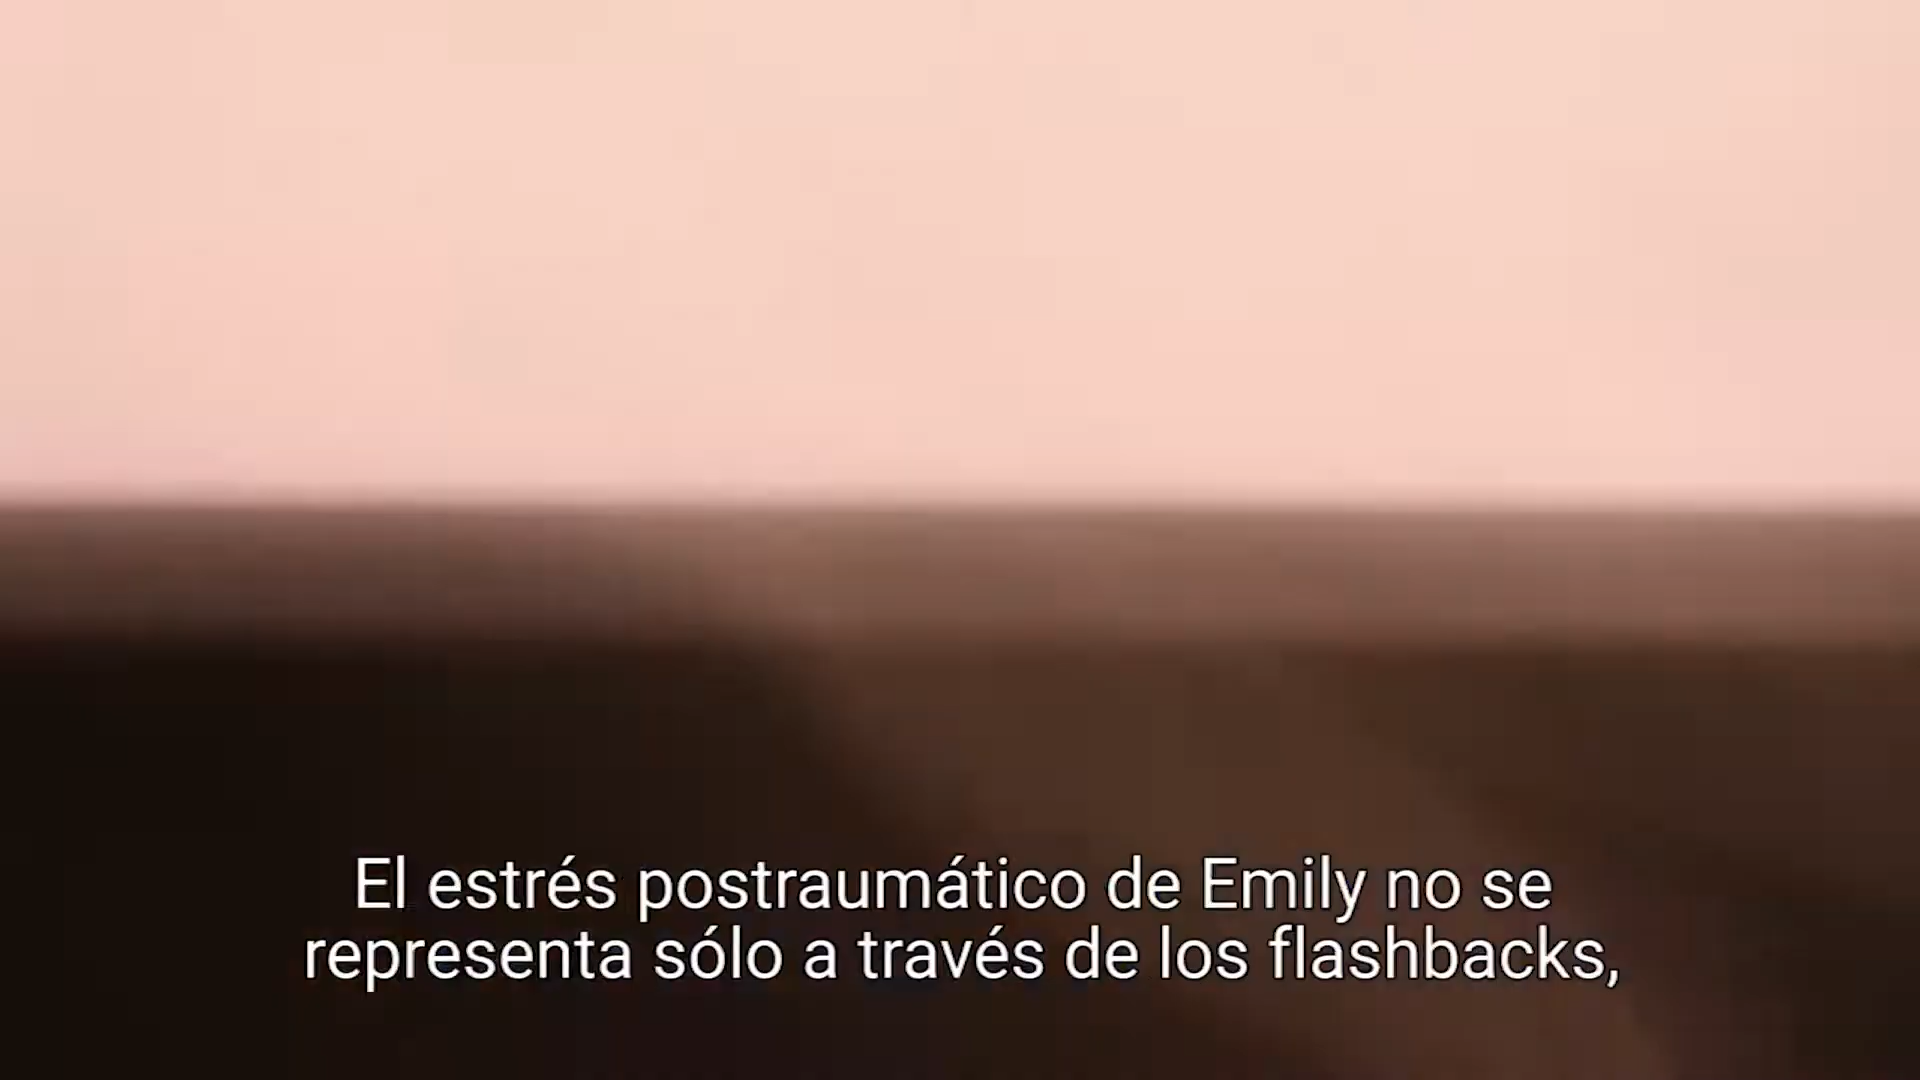 El estrés postraumático de Emily no se
representa sólo a través de los flashbacks,